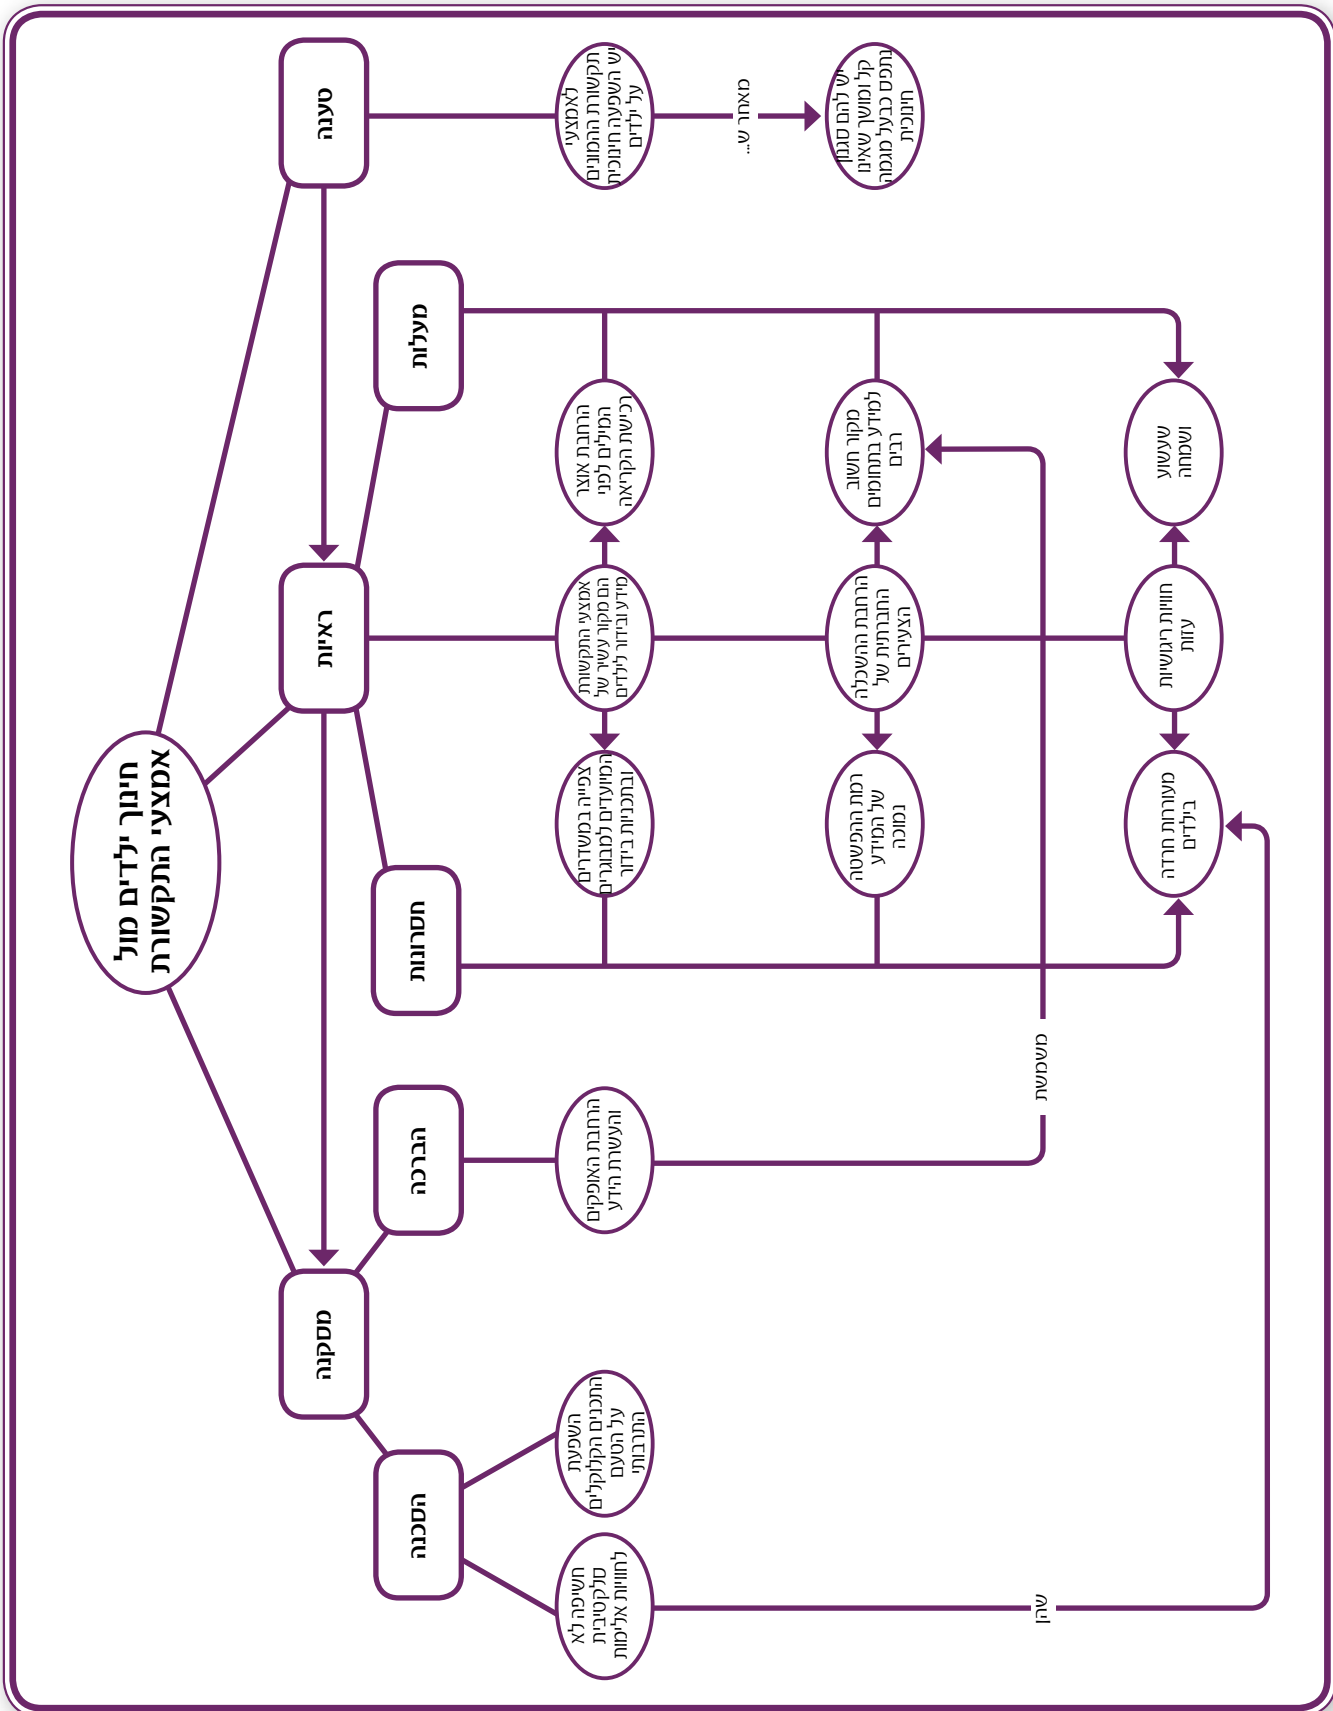 חינוך ילדים מול
אמצעי התקשורת
טענה
ראיות
מסקנה
מעלות
חסרונות
הברכה
הסכנה
לאמצעי
תקשורת ההמונים
יש השפעה חינוכית
על ילדים
מאחר ש...
יש להם סגנון
קל ומושך שאינו
נתפס כבעל מגמה
חינוכית
הרחבת אוצר
המילים לפני
רכישת הקריאה
אמצעי התקשורת
הם מקור עשיר של
מידע ובידור לילדים
צפייה במשדרים
המיועדים למבוגרים
ובתכניות בידור
הרחבת האופקים
והעשרת הידע
השפעת
התכנים הקלוקלים
על הטעם
התרבותי
חשיפה לא
סלקטיבית
לחוויות אלימות
מקור חשוב
למידע בתחומים
רבים
הרחבת ההשכלה
החברתית של
הצעירים
רמת ההפשטה
של המידע
נמוכה
משמשת
שהן
שעשוע
ושמחה
חוויות ריגושיות
עזות
מעוררות חרדה
בילדים